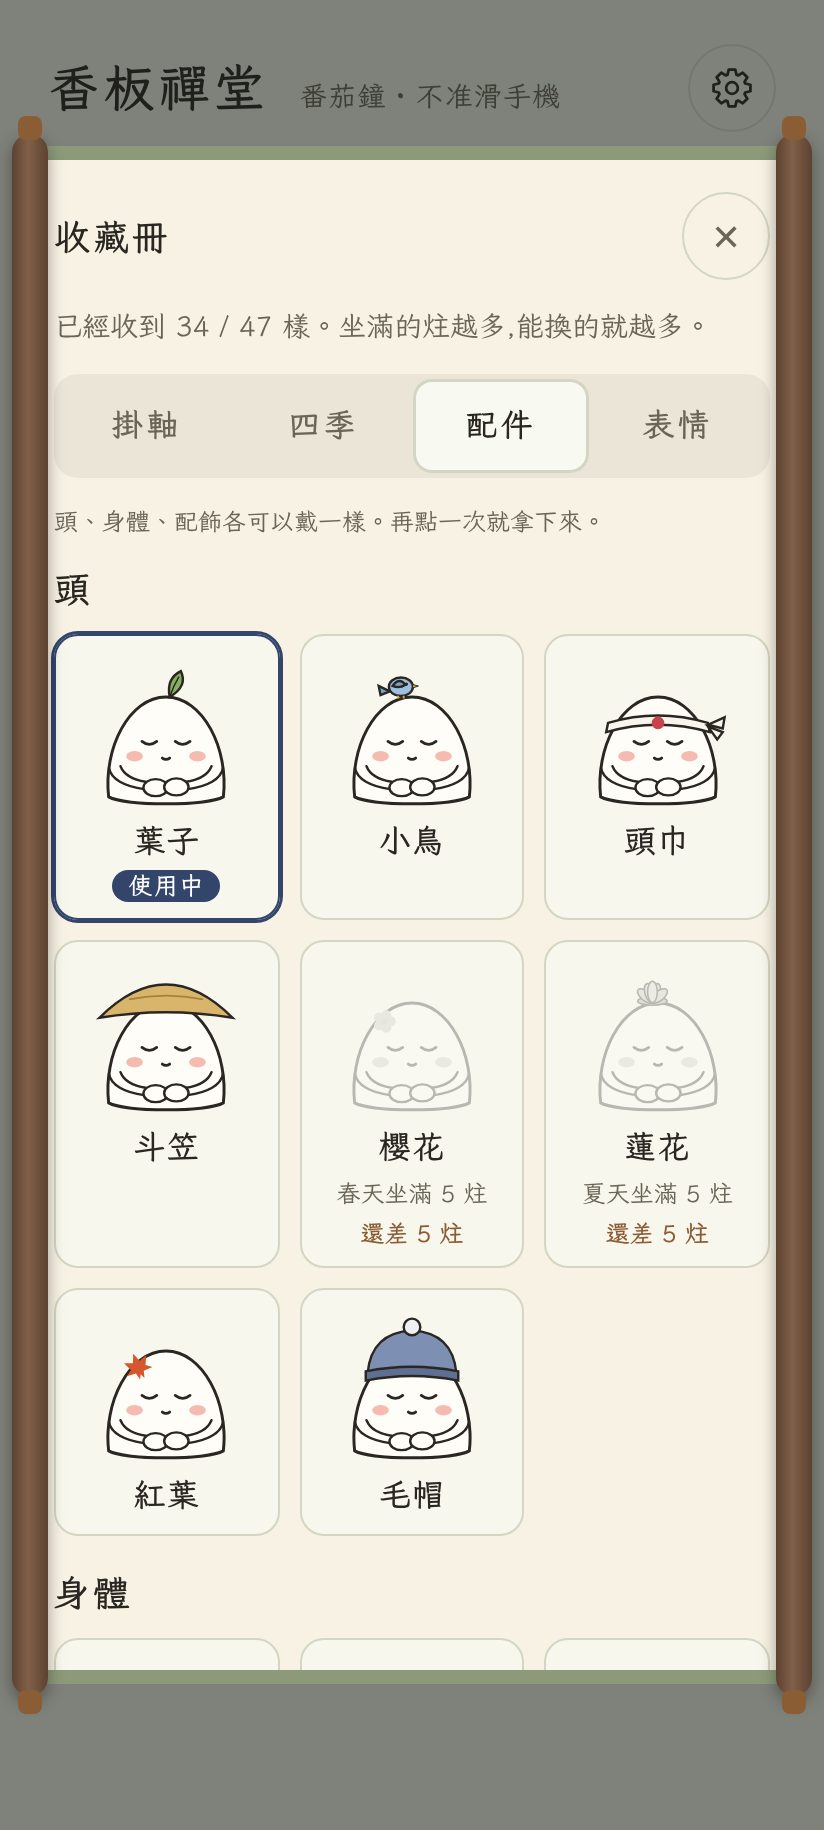 香板禪堂 番茄鐘・不准滑手機
收藏冊
已經收到 34 / 47 樣。坐滿的炷越多,能換的就越多。
掛軸 四季 配件 表情
頭、身體、配飾各可以戴一樣。再點一次就拿下來。
頭
葉子 小鳥 頭巾
使用中
斗笠 櫻花 蓮花
春天坐滿 5 炷 夏天坐滿 5 炷
還差 5 炷 還差 5 炷
紅葉 毛帽
身體